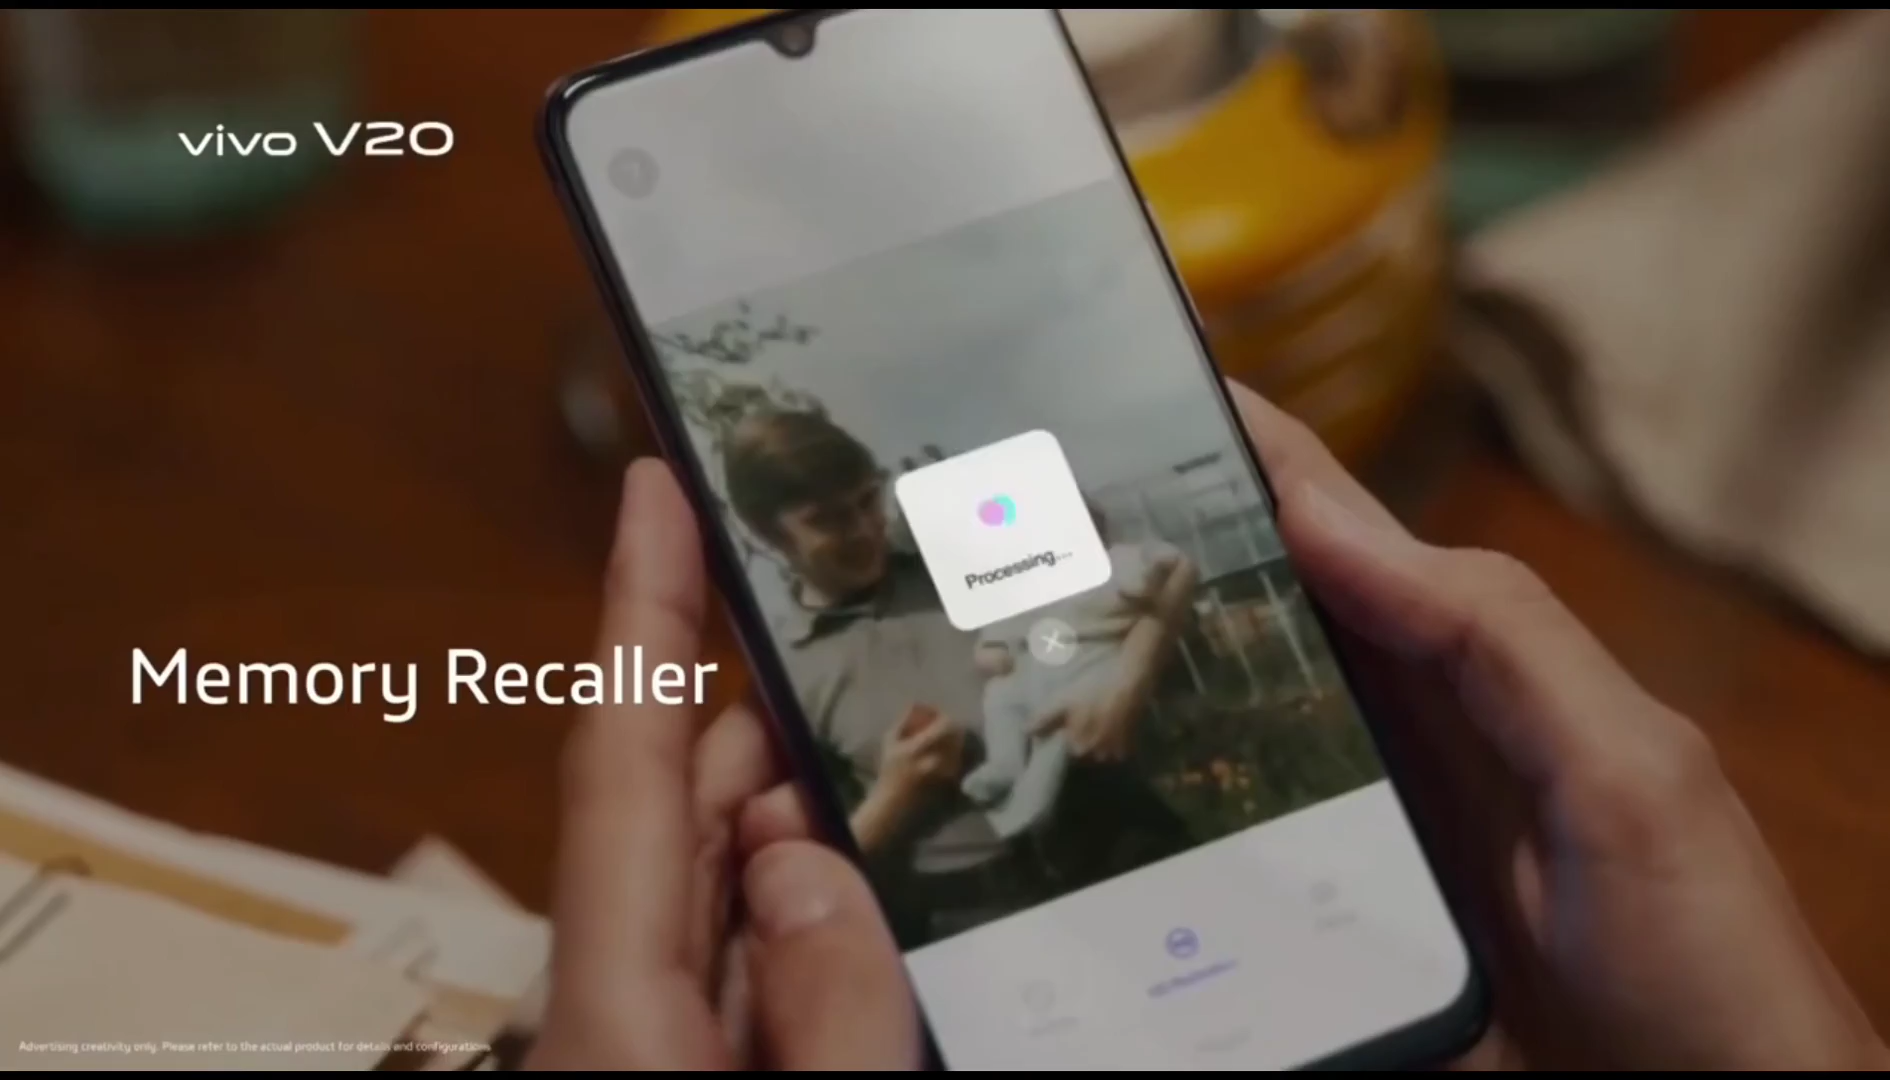 vivo V20
Processing...
Memory Recaller
Advertising creativity only. Please refer to the actual product for details and configurations